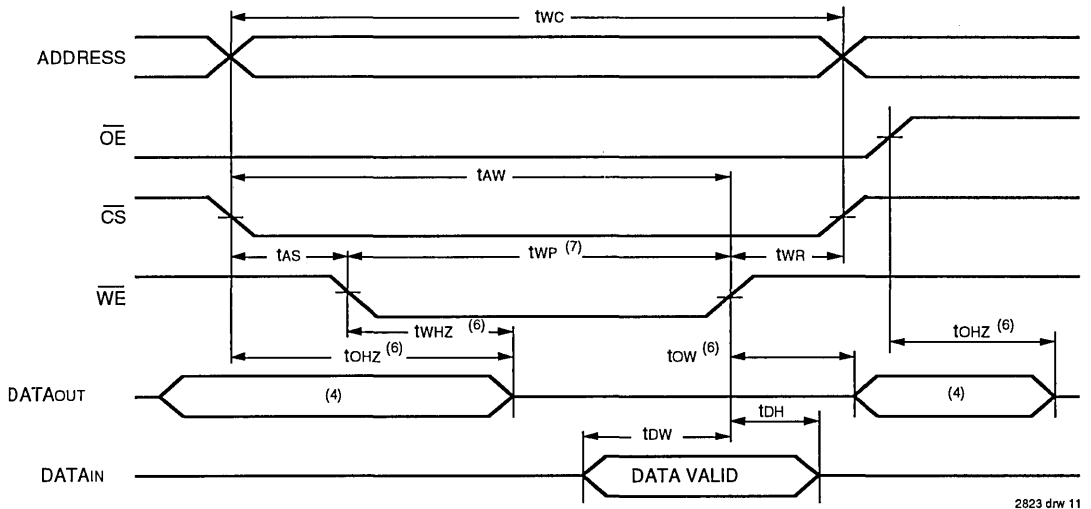 tWC
ADDRESS
OE
tAW
CS
tAS
tWP (7)
tWR
WE
tWHZ (6)
tOHZ (6)
tOW (6)
tOHZ (6)
DATAOUT
(4)
(4)
tDH
tDW
DATAIN
DATA VALID
2823 drw 11